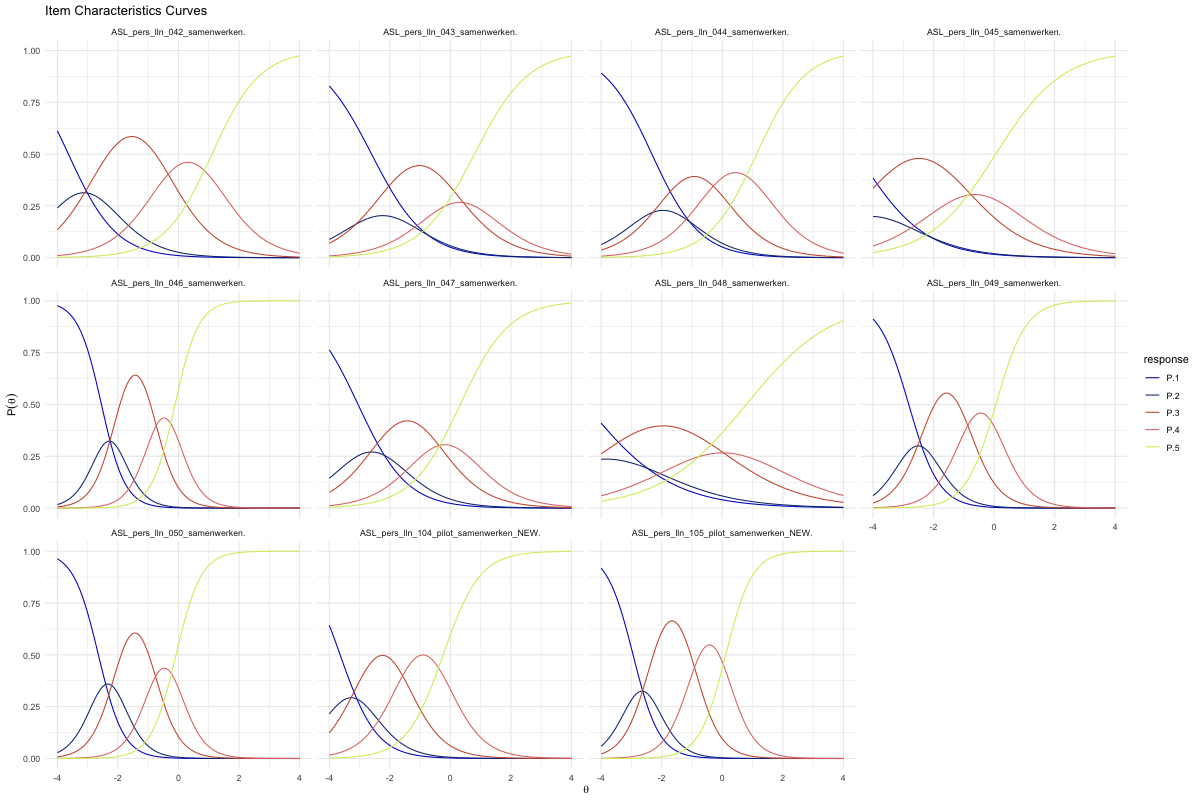 Item Characteristics Curves
ASL_pers_lln_042_samenwerken. ASL_pers_lln_043_samenwerken. ASL_pers_lln_044_samenwerken. ASL_pers_lln_045_samenwerken.
1.00
0.75
0.50
0.25
0.00
ASL_pers_lln_046_samenwerken. ASL_pers_lln_047_samenwerken. ASL_pers_lln_048_samenwerken. ASL_pers_lln_049_samenwerken.
1.00
0.75
0.50
0.25
0.00
-4 -2 0 2 4
P(θ)
ASL_pers_lln_050_samenwerken. ASL_pers_lln_104_pilot_samenwerken_NEW. ASL_pers_lln_105_pilot_samenwerken_NEW.
1.00
0.75
0.50
0.25
0.00
-4 -2 0 2 4 -4 -2 0 2 4 -4 -2 0 2 4
θ
response
P.1
P.2
P.3
P.4
P.5